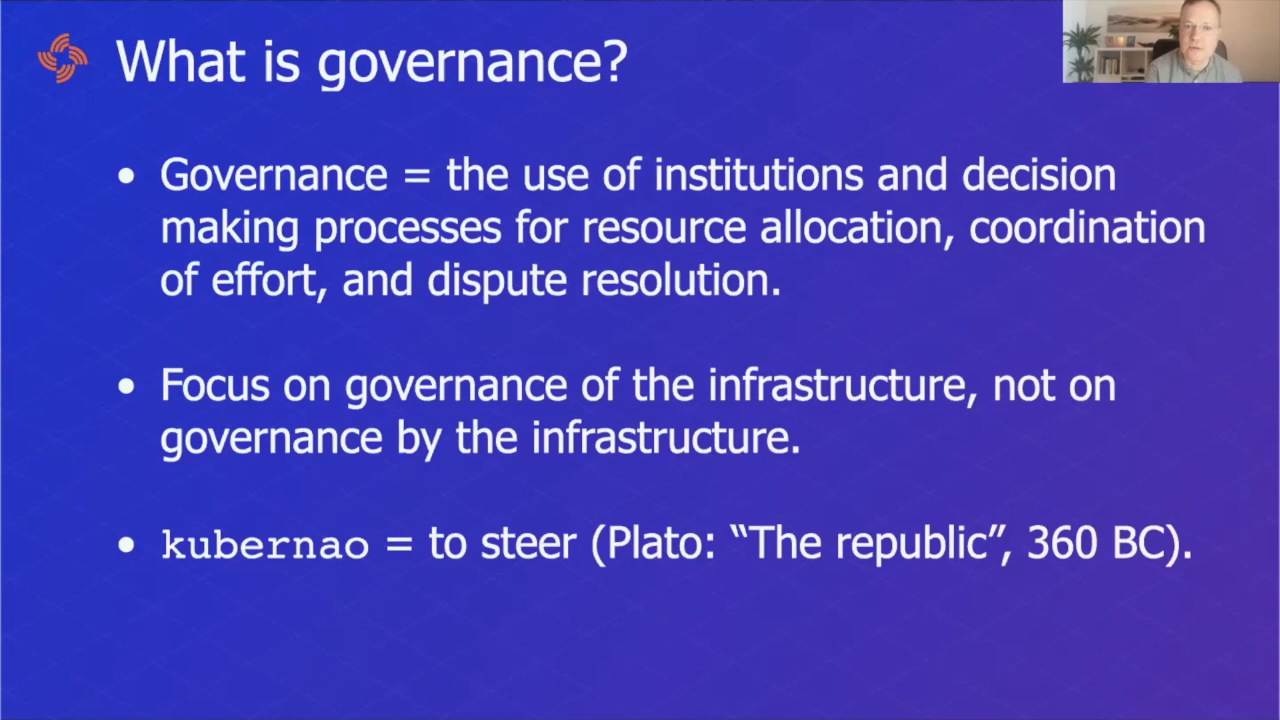 What is governance?
• Governance = the use of institutions and decision
making processes for resource allocation, coordination
of effort, and dispute resolution.
• Focus on governance of the infrastructure, not on
governance by the infrastructure.
• kubernao = to steer (Plato: “The republic”, 360 BC).